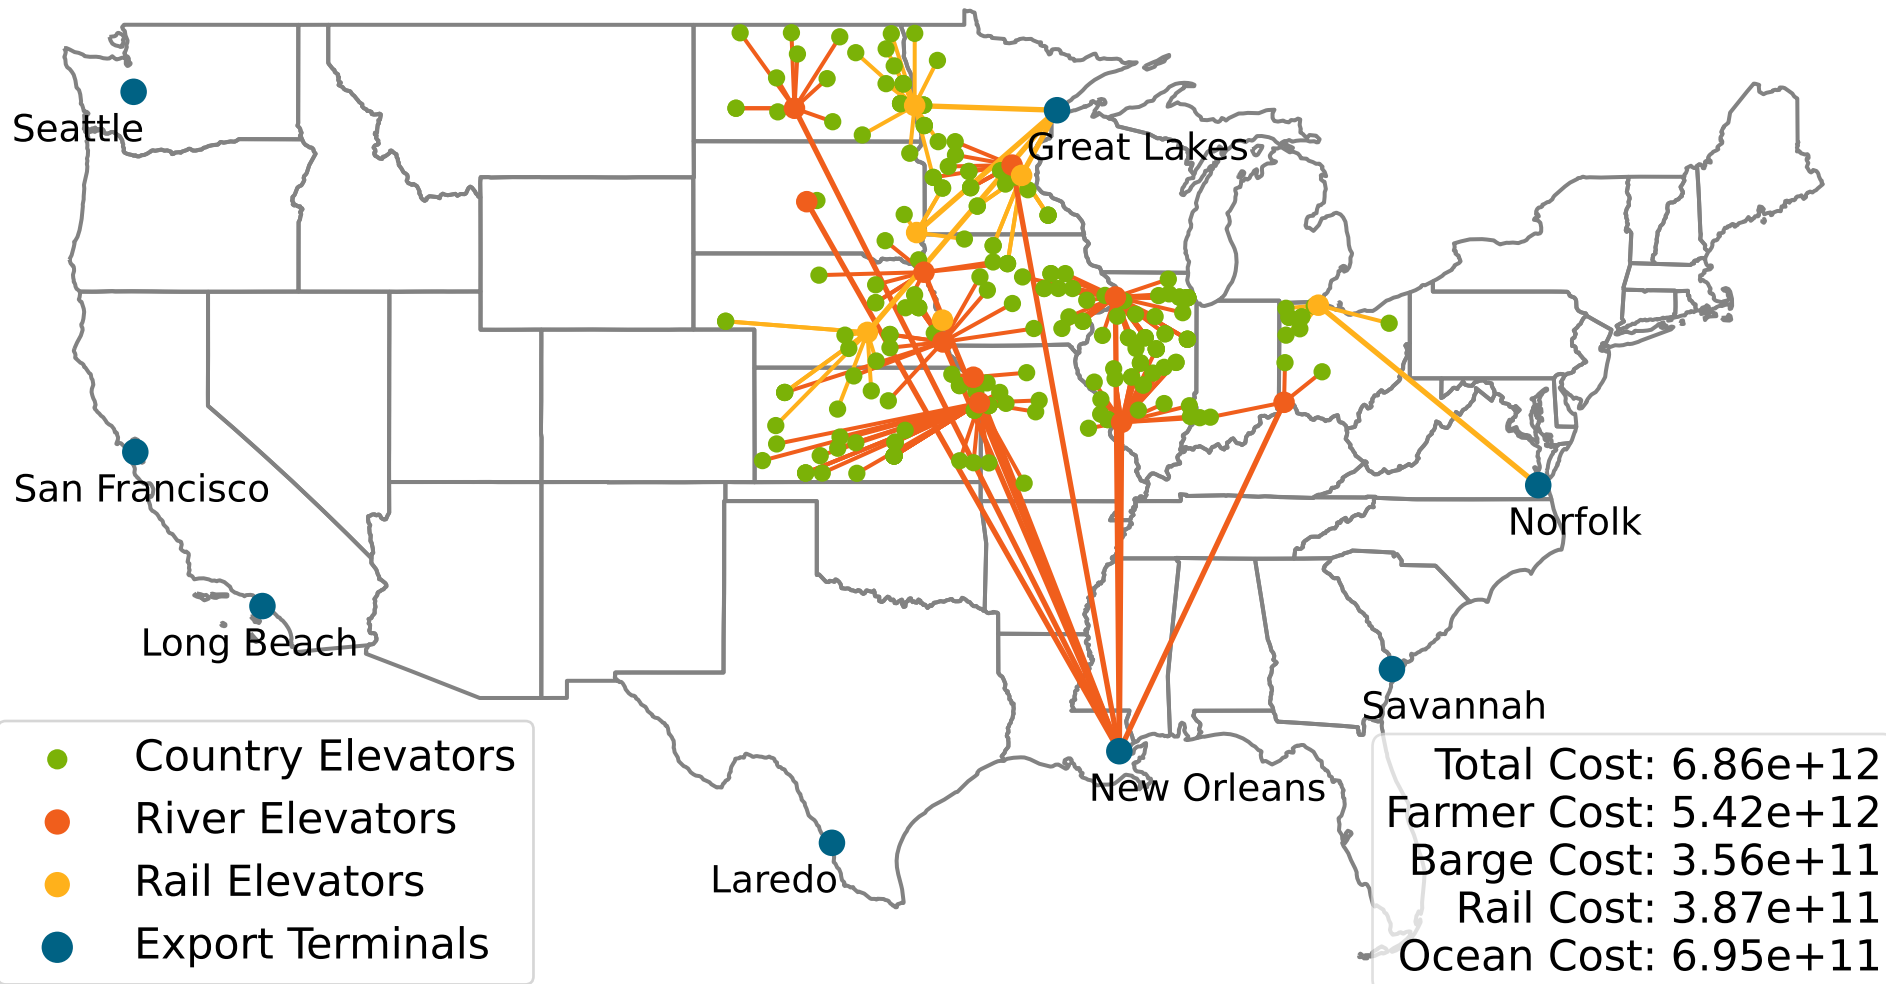 Seattle
Great Lakes
San Francisco
Norfolk
Long Beach
Savannah
New Orleans
Laredo
Country Elevators
River Elevators
Rail Elevators
Export Terminals
Total Cost: 6.86e+12
Farmer Cost: 5.42e+12
Barge Cost: 3.56e+11
Rail Cost: 3.87e+11
Ocean Cost: 6.95e+11